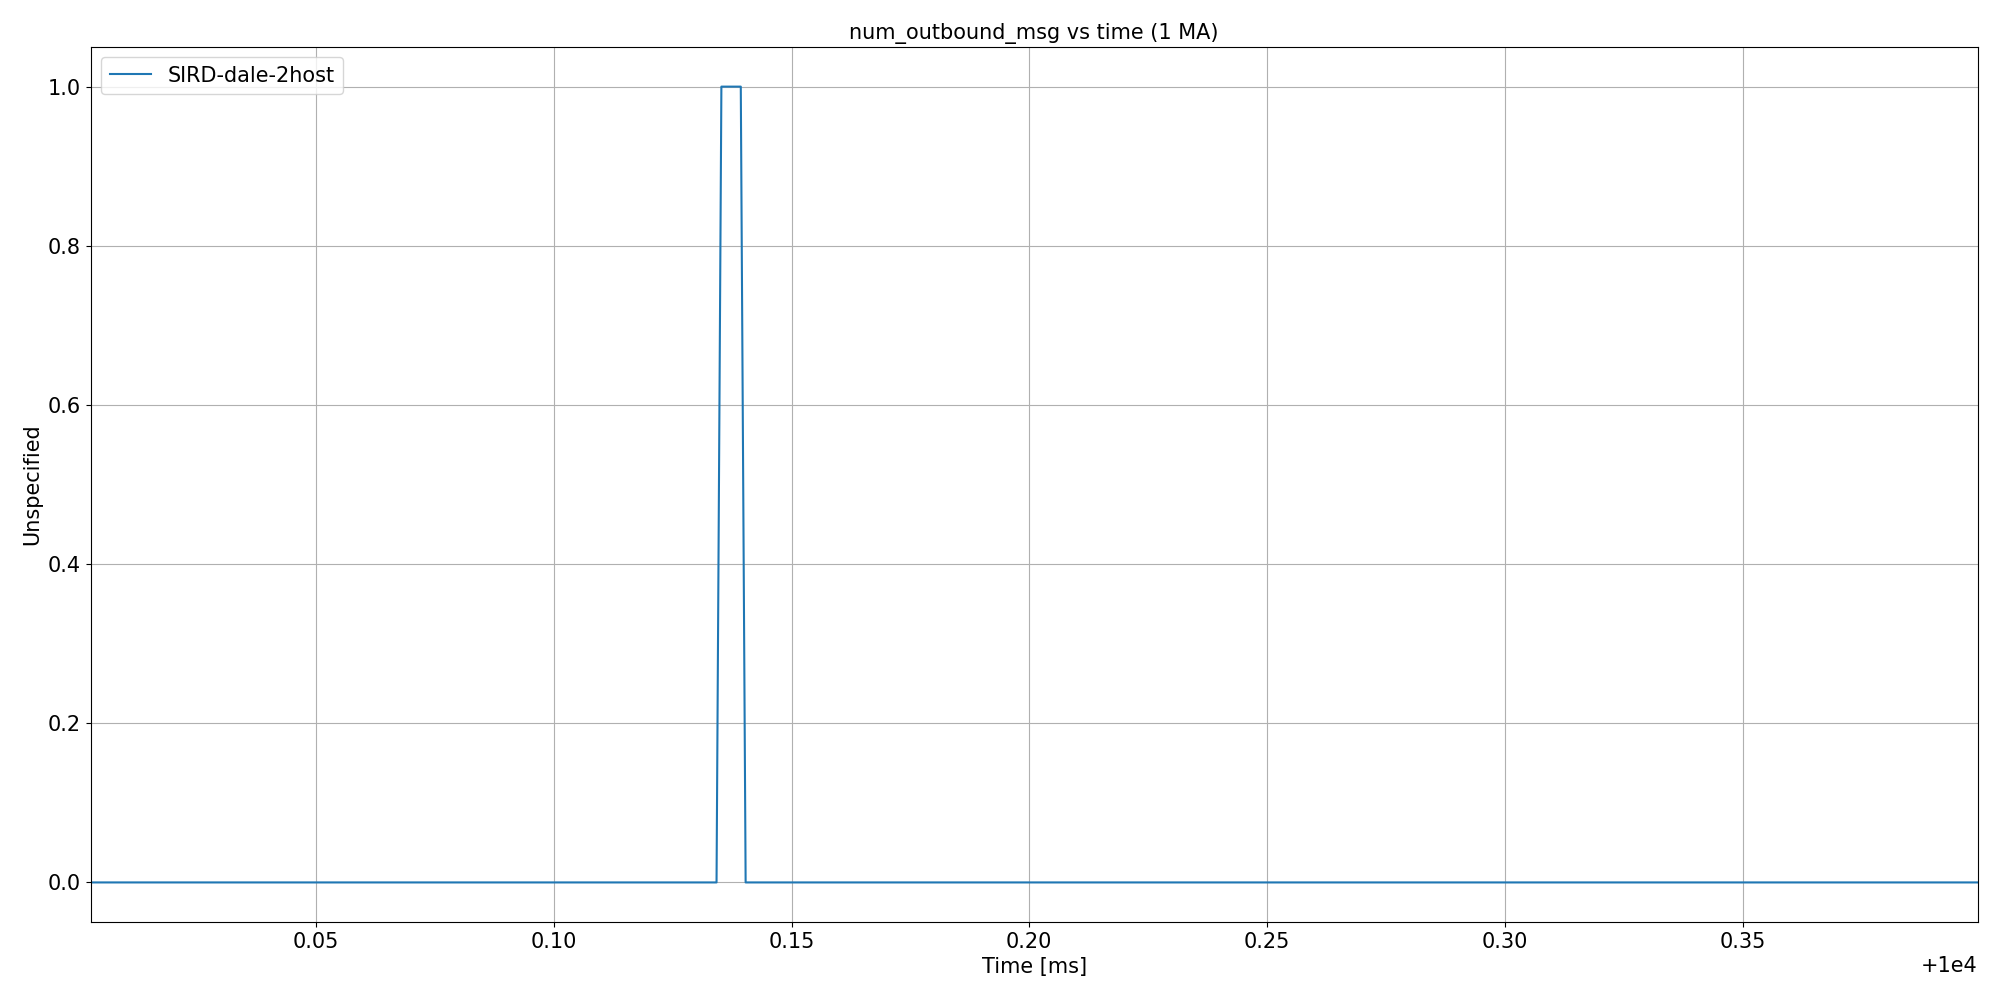 num_outbound_msg vs time (1 MA)
SIRD-dale-2host
1.0
0.8
0.6
0.4
0.2
0.0
Unspecified
0.05 0.10 0.15 0.20 0.25 0.30 0.35
Time [ms]
+1e4